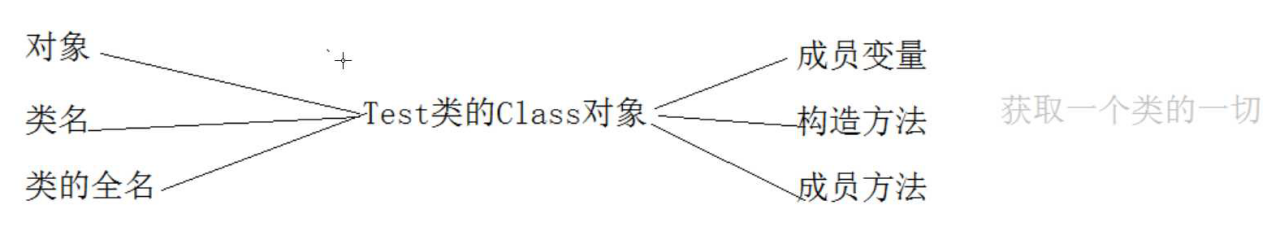 对象
类名
类的全名
Test类的Class对象
成员变量
构造方法
成员方法
获取一个类的一切